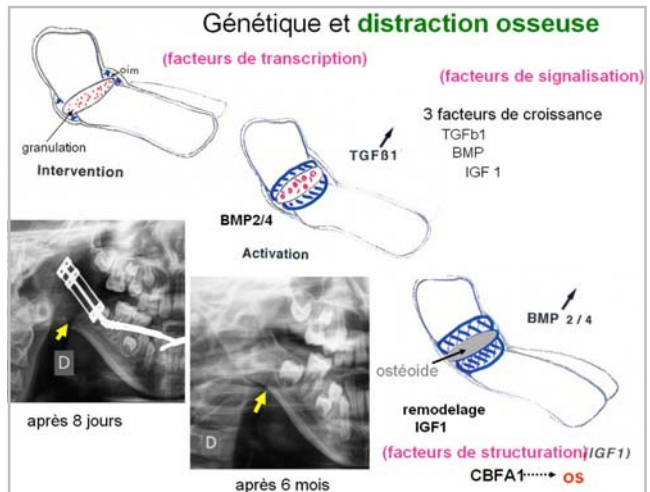 Génétique et distraction osseuse
(facteurs de transcription)
(facteurs de signalisation)
oim
granulation
Intervention
3 facteurs de croissance
TGFb1
BMP
IGF 1
TGFß1
BMP2/4
Activation
D
après 8 jours
D
après 6 mois
BMP 2/4
ostéoide
remodelage
IGF1
(facteurs de structuration)(IGF1)
CBFA1 os